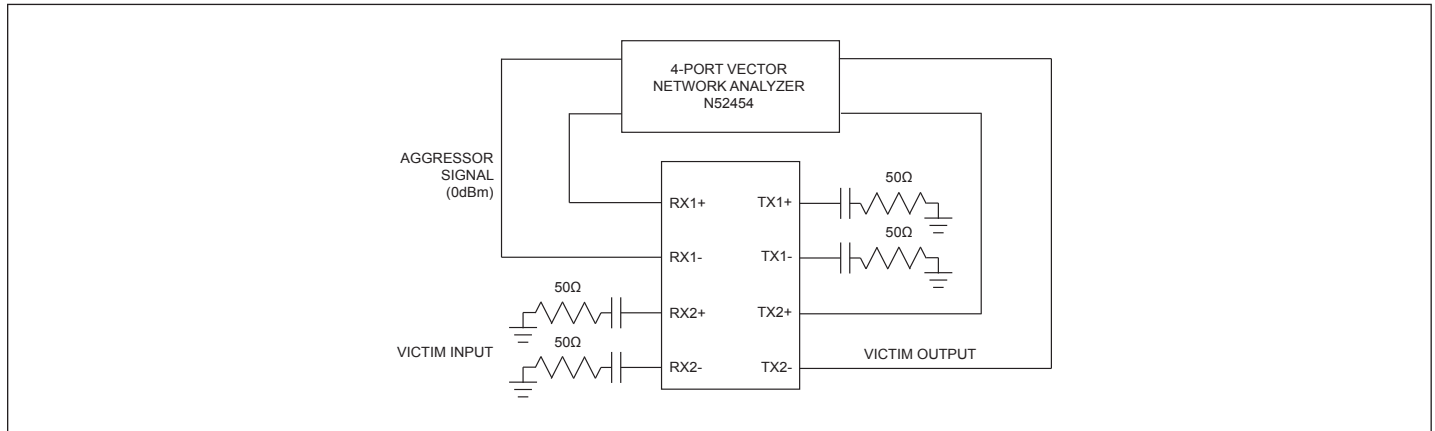 4-PORT VECTOR
NETWORK ANALYZER
N52454
AGGRESSOR
SIGNAL
(0dBm)
50Ω
RX1+
TX1+
50Ω
RX1-
TX1-
50Ω
RX2+
TX2+
VICTIM INPUT
50Ω
VICTIM OUTPUT
RX2-
TX2-